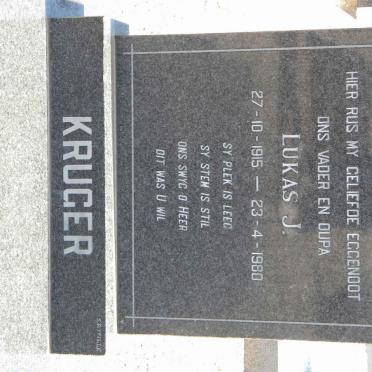 HIER RUS MY GELIEFDE EGGENOOT
ONS VADER EN OUPA
LUKAS J.
27-10-1915 — 23-4-1980
SY PLEK IS LEEG
SY STEM IS STIL
ONS SWYG O HEER
DIT WAS U WIL
KRUGER